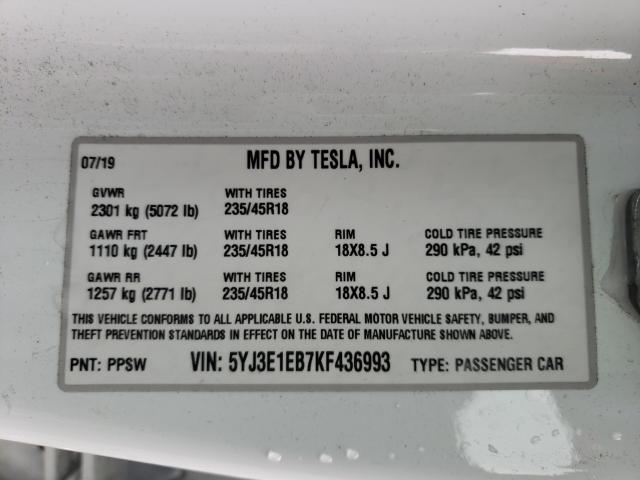 07/19 MFD BY TESLA, INC.
GVWR WITH TIRES
2301 kg (5072 lb) 235/45R18
GAWR FRT WITH TIRES RIM COLD TIRE PRESSURE
1110 kg (2447 lb) 235/45R18 18X8.5 J 290 kPa, 42 psi
GAWR RR WITH TIRES RIM COLD TIRE PRESSURE
1257 kg (2771 lb) 235/45R18 18X8.5 J 290 kPa, 42 psi
THIS VEHICLE CONFORMS TO ALL APPLICABLE U.S. FEDERAL MOTOR VEHICLE SAFETY, BUMPER, AND
THEFT PREVENTION STANDARDS IN EFFECT ON THE DATE OF MANUFACTURE SHOWN ABOVE.
PNT: PPSW VIN: 5YJ3E1EB7KF436993 TYPE: PASSENGER CAR